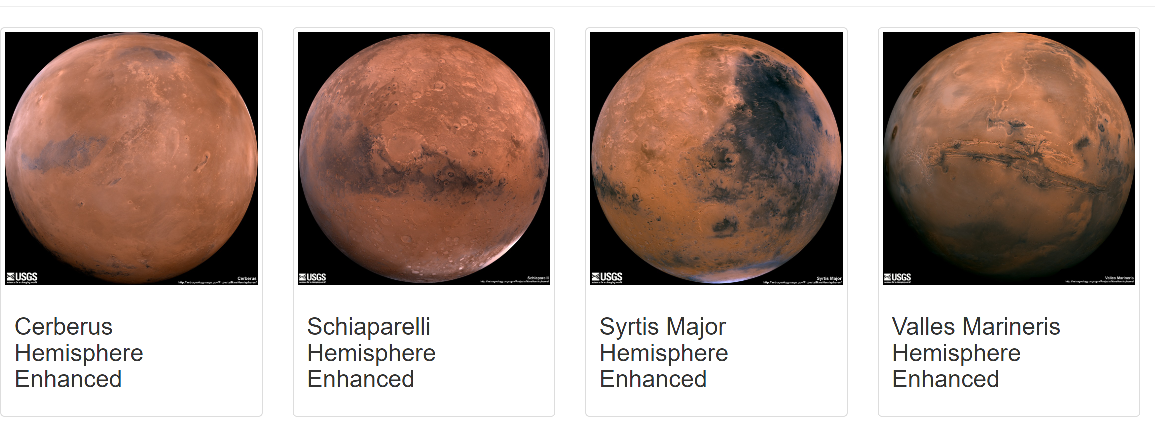 USGS
Cerberus
USGS
Schiaparelli
USGS
Syrtis Major
USGS
Valles Marineris
Cerberus
Hemisphere
Enhanced
Schiaparelli
Hemisphere
Enhanced
Syrtis Major
Hemisphere
Enhanced
Valles Marineris
Hemisphere
Enhanced